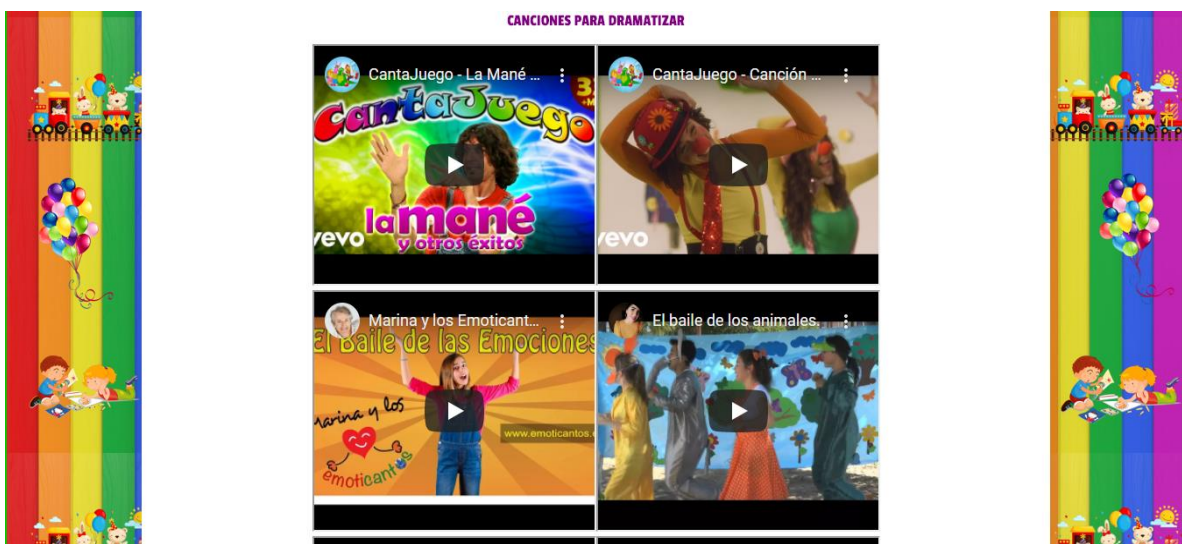 CANCIONES PARA DRAMATIZAR
CantaJuego - La Mané ...
CantaJuego
la mané
y otros éxitos
vevo
CantaJuego - Canción ...
vevo
Marina y los Emoticant...
El Baile de las Emociones
Marina y los
emoticantos
www.emoticantos.
El baile de los animales.